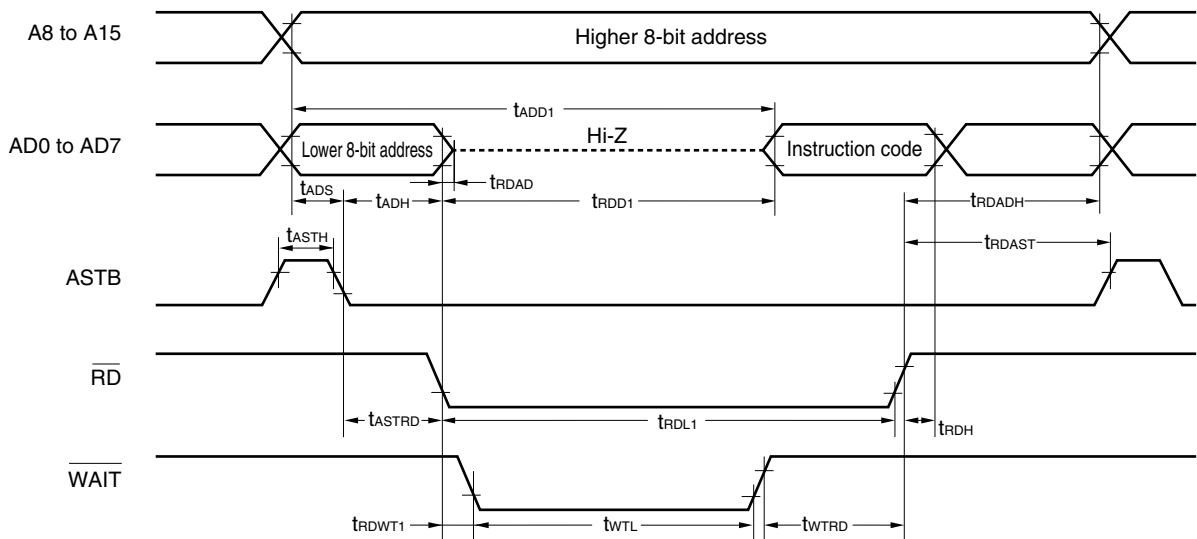 A8 to A15
Higher 8-bit address
tADD1
AD0 to AD7
Lower 8-bit address
Hi-Z
Instruction code
tRDAD
tADS
tADH
tRDD1
tRDADH
tASTH
tRDAST
ASTB
RD
tASTRD
tRDL1
tRDH
WAIT
tRDWT1
tWTL
tWTRD